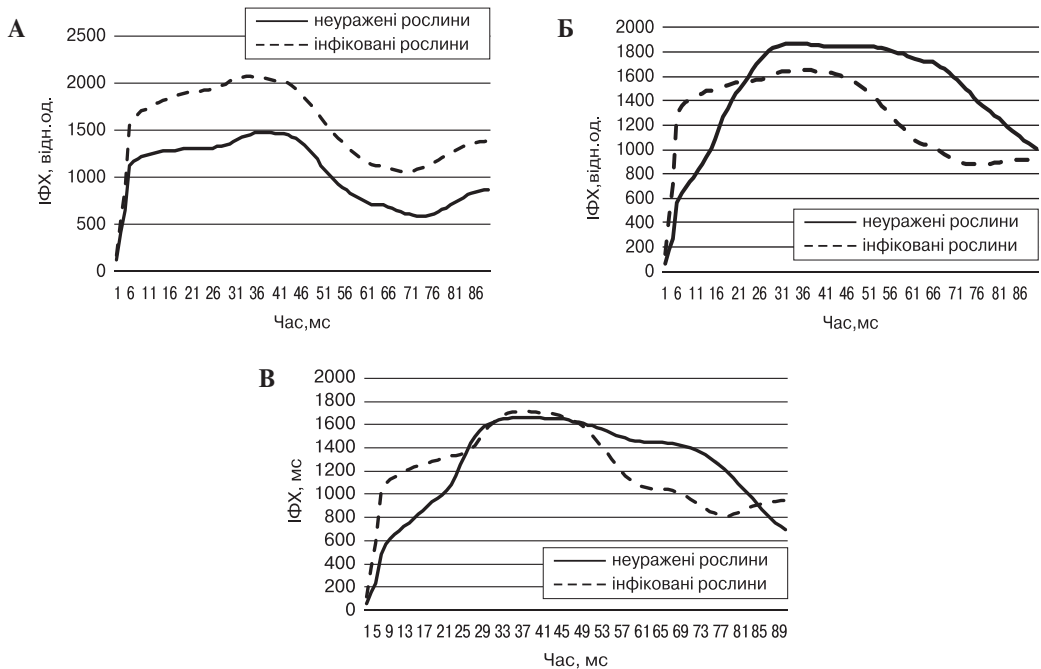 А
неуражені рослини
інфіковані рослини
ІФХ, відн.од.
2500
2000
1500
1000
500
0
1 6 11 16 21 26 31 36 41 46 51 56 61 66 71 76 81 86
Час,мс
Б
ІФХ,відн.од.
2000
1800
1600
1400
1200
1000
800
600
400
200
0
неуражені рослини
інфіковані рослини
1 6 11 16 21 26 31 36 41 46 51 56 61 66 71 76 81 86
Час,мс
В
ІФХ, мс
2000
1800
1600
1400
1200
1000
800
600
400
200
0
неуражені рослини
інфіковані рослини
1 5 9 13 17 21 25 29 33 37 41 45 49 53 57 61 65 69 73 77 81 85 89
Час, мс